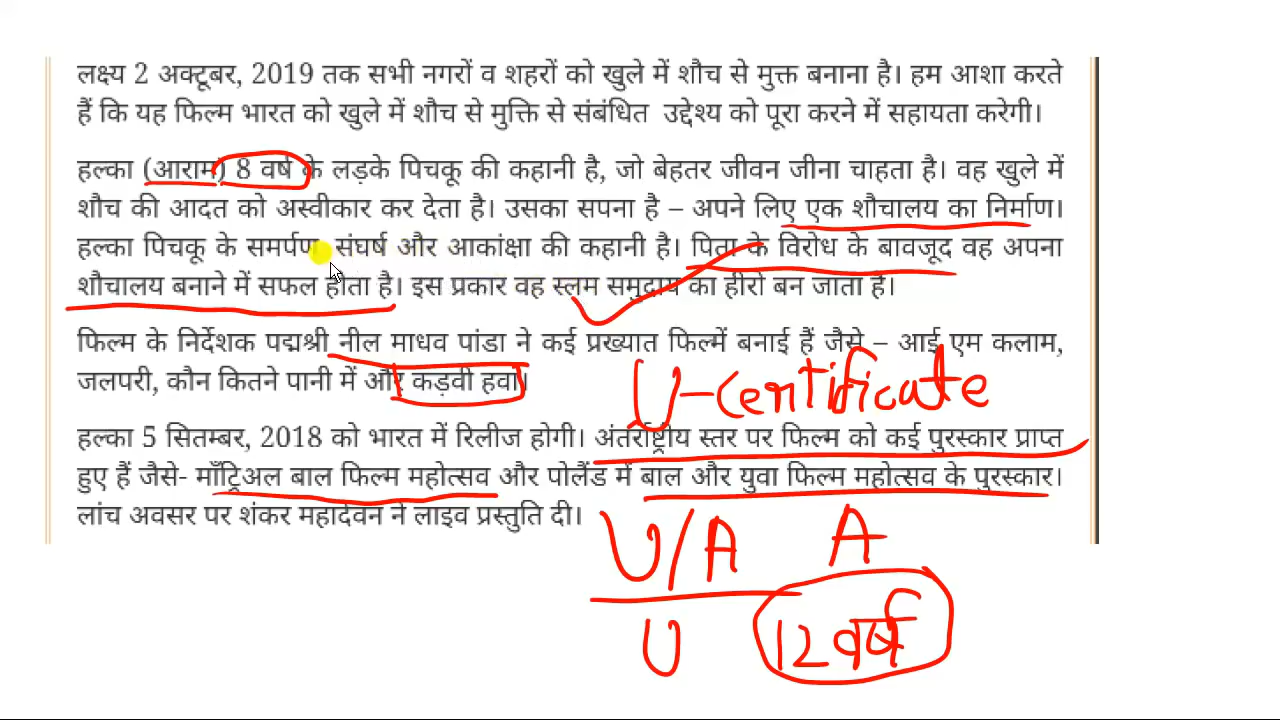 लक्ष्य 2 अक्टूबर, 2019 तक सभी नगरों व शहरों को खुले में शौच से मुक्त बनाना है। हम आशा करते
हैं कि यह फिल्म भारत को खुले में शौच से मुक्ति से संबंधित उद्देश्य को पूरा करने में सहायता करेगी।
हल्का (आराम) 8 वर्ष के लड़के पिचकू की कहानी है, जो बेहतर जीवन जीना चाहता है। वह खुले में
शौच की आदत को अस्वीकार कर देता है। उसका सपना है – अपने लिए एक शौचालय का निर्माण।
हल्का पिचकू के समर्पण संघर्ष और आकांक्षा की कहानी है। पिता के विरोध के बावजूद वह अपना
शौचालय बनाने में सफल होता है। इस प्रकार वह स्लम समुदाय का हीरो बन जाता है।
फिल्म के निर्देशक पद्मश्री नील माधव पांडा ने कई प्रख्यात फिल्में बनाई हैं जैसे – आई एम कलाम,
जलपरी, कौन कितने पानी में और कड़वी हवा।
U-certificate
हल्का 5 सितम्बर, 2018 को भारत में रिलीज होगी। अंतर्राष्ट्रीय स्तर पर फिल्म को कई पुरस्कार प्राप्त
हुए हैं जैसे- मॉंट्रिअल बाल फिल्म महोत्सव और पोलैंड में बाल और युवा फिल्म महोत्सव के पुरस्कार।
लांच अवसर पर शंकर महादेवन ने लाइव प्रस्तुति दी।
U/A A
U 12 वर्ष